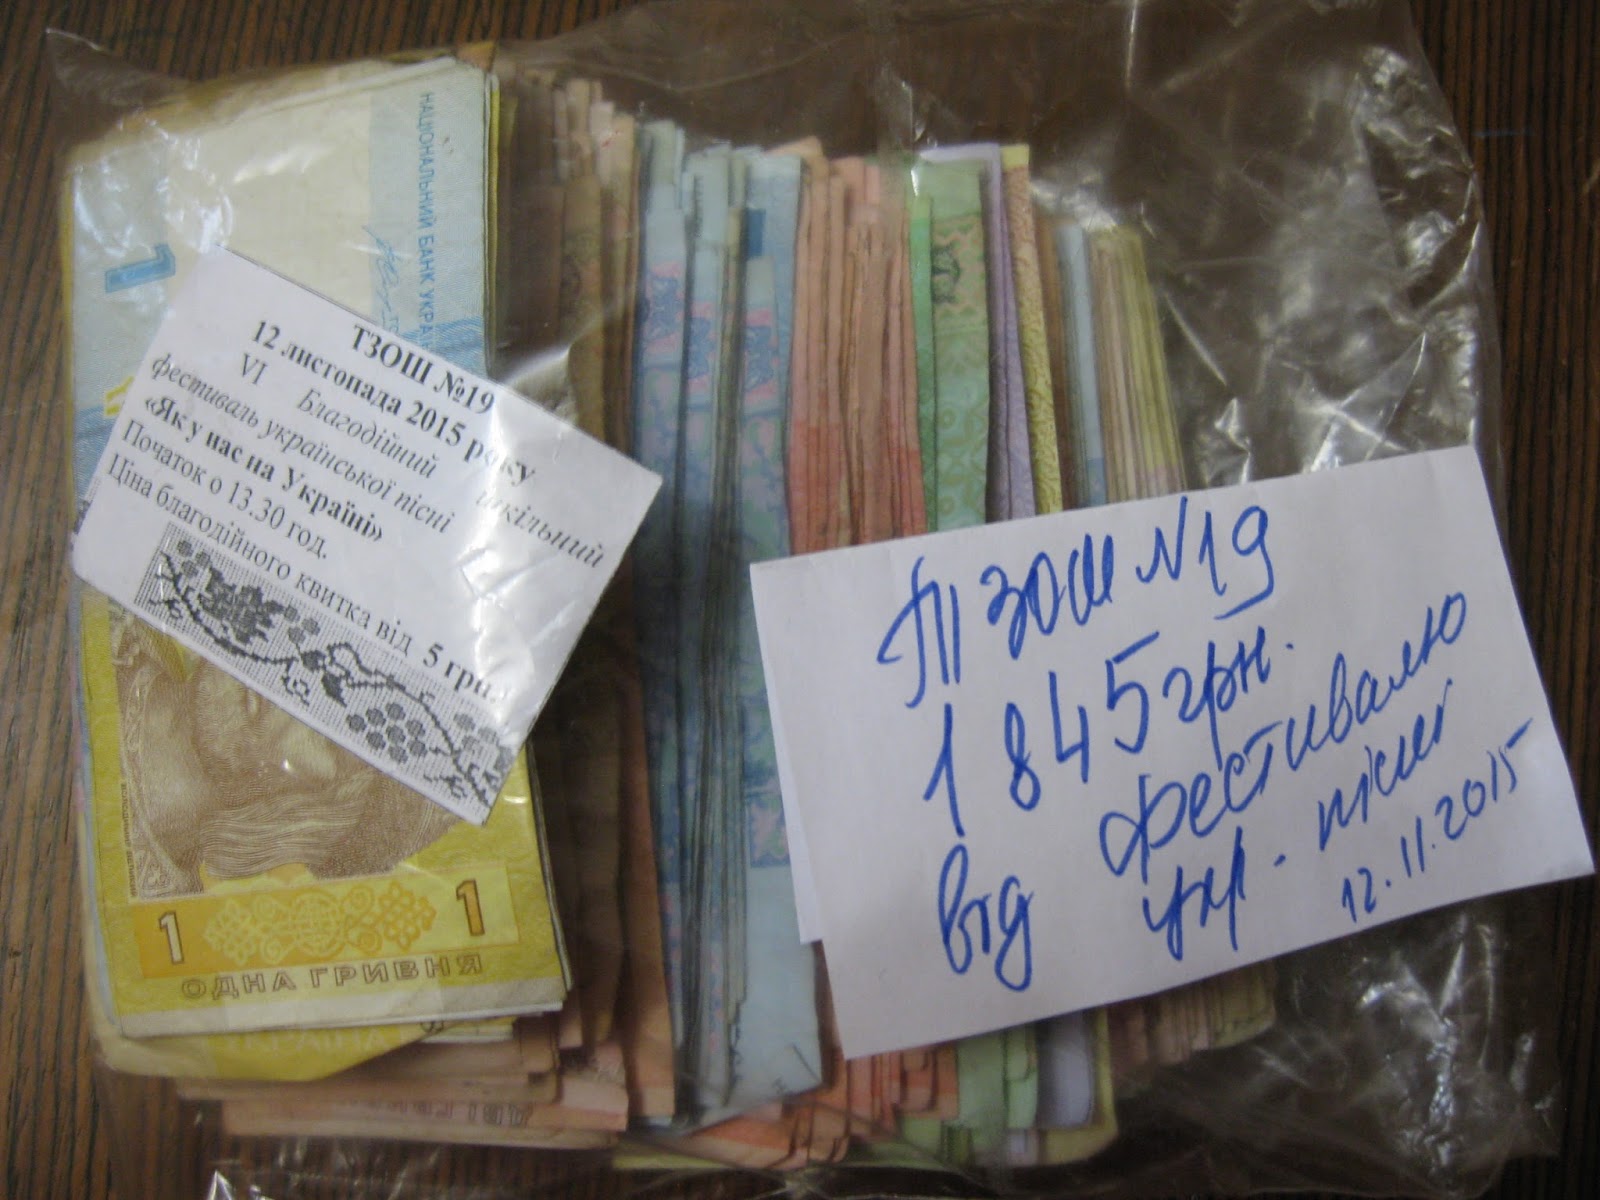 1
НАЦІОНАЛЬНИЙ БАНК УКРА
ТЗОШ №19
12 листопада 2015 року
VI Благодійний шкільний
фестиваль української пісні
«Як у нас на Україні»
Початок о 13.30 год.
Ціна благодійного квитка від 5 грн.
1 1
ОДНА ГРИВНЯ
ТЗОШ №19
1845 грн.
від фестивалю
укр. пісні
12.11.2015